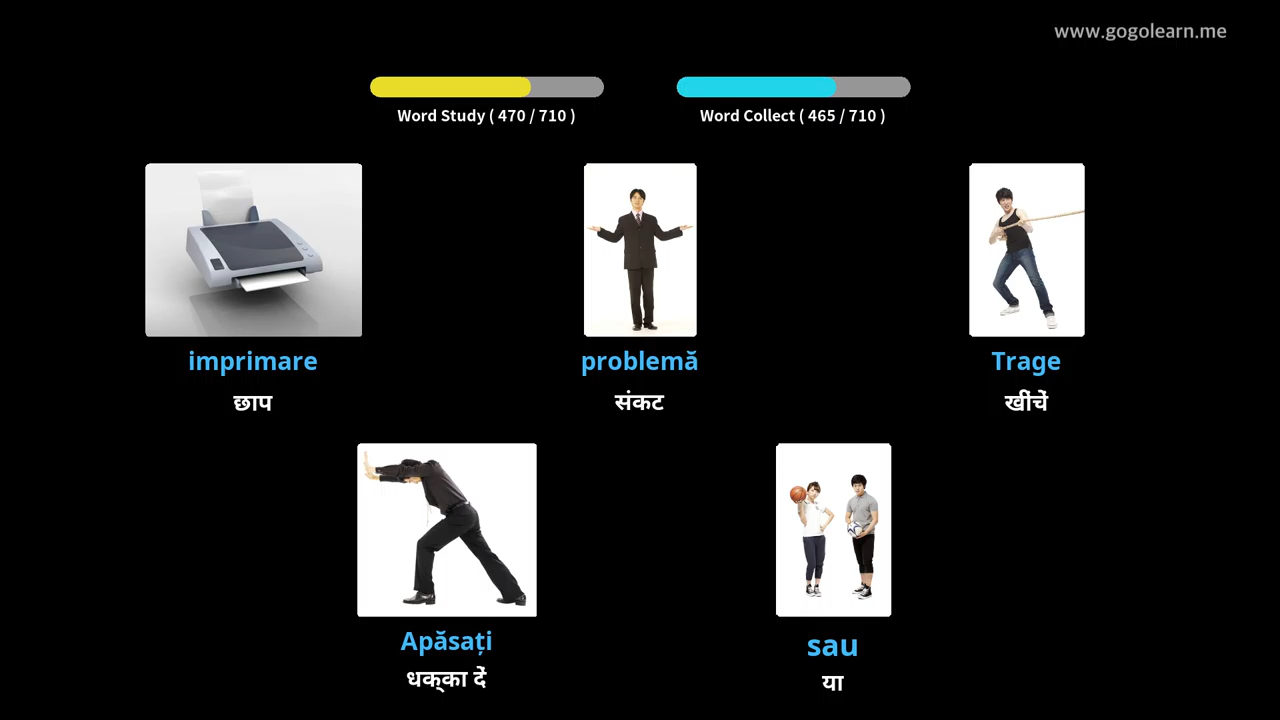 www.gogolearn.me
Word Study ( 470 / 710 )
Word Collect ( 465 / 710 )
imprimare
छाप
problemă
संकट
Trage
खींचें
Apăsați
धक्का दें
sau
या